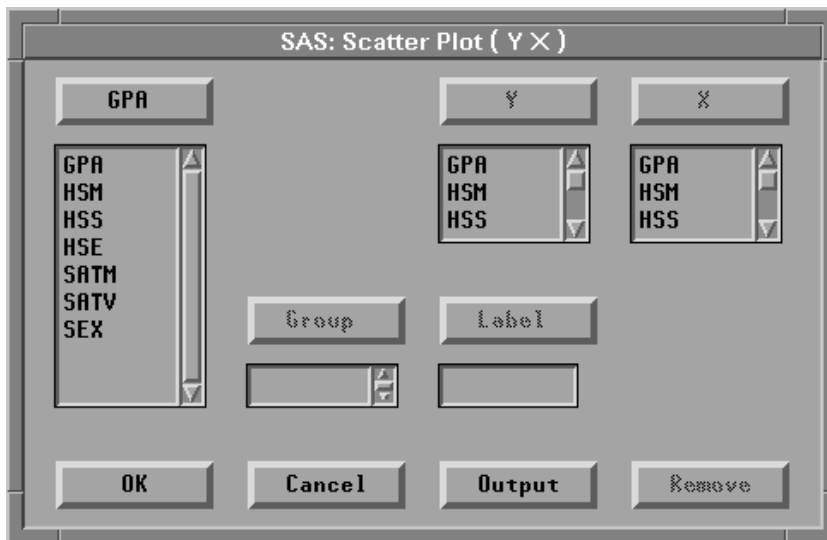 SAS: Scatter Plot ( Y X )
GPA
Y
X
GPA
HSM
HSS
HSE
SATM
SATV
SEX
GPA
HSM
HSS
GPA
HSM
HSS
Group
Label
OK
Cancel
Output
Remove